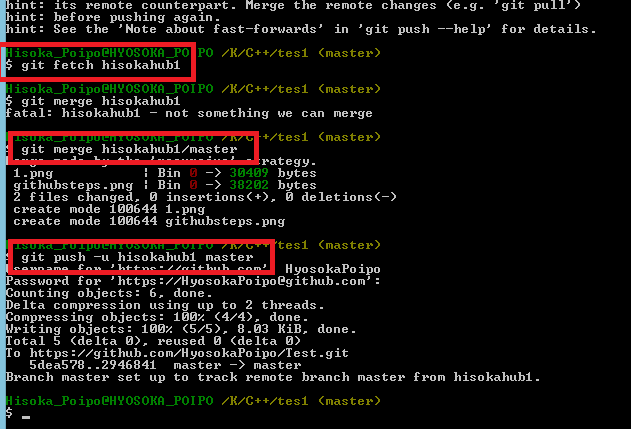 hint: its remote counterpart. Merge the remote changes (e.g. 'git pull')
hint: before pushing again.
hint: See the 'Note about fast-forwards' in 'git push --help' for details.
Hisoka_Poipo@HYOSOKA_POIPO /K/C++/tes1 (master)
$ git fetch hisokahub1
Hisoka_Poipo@HYOSOKA_POIPO /K/C++/tes1 (master)
$ git merge hisokahub1
fatal: hisokahub1 - not something we can merge
Hisoka_Poipo@HYOSOKA_POIPO /K/C++/tes1 (master)
$ git merge hisokahub1/master
Merge made by the 'recursive' strategy.
1.png | Bin 0 -> 30409 bytes
githubsteps.png | Bin 0 -> 38202 bytes
2 files changed, 0 insertions(+), 0 deletions(-)
create mode 100644 1.png
create mode 100644 githubsteps.png
Hisoka_Poipo@HYOSOKA_POIPO /K/C++/tes1 (master)
$ git push -u hisokahub1 master
Username for 'https://github.com': HyosokaPoipo
Password for 'https://HyosokaPoipo@github.com':
Counting objects: 6, done.
Delta compression using up to 2 threads.
Compressing objects: 100% (4/4), done.
Writing objects: 100% (5/5), 8.03 KiB, done.
Total 5 (delta 0), reused 0 (delta 0)
To https://github.com/HyosokaPoipo/Test.git
5dea578..2946841 master -> master
Branch master set up to track remote branch master from hisokahub1.
Hisoka_Poipo@HYOSOKA_POIPO /K/C++/tes1 (master)
$ _